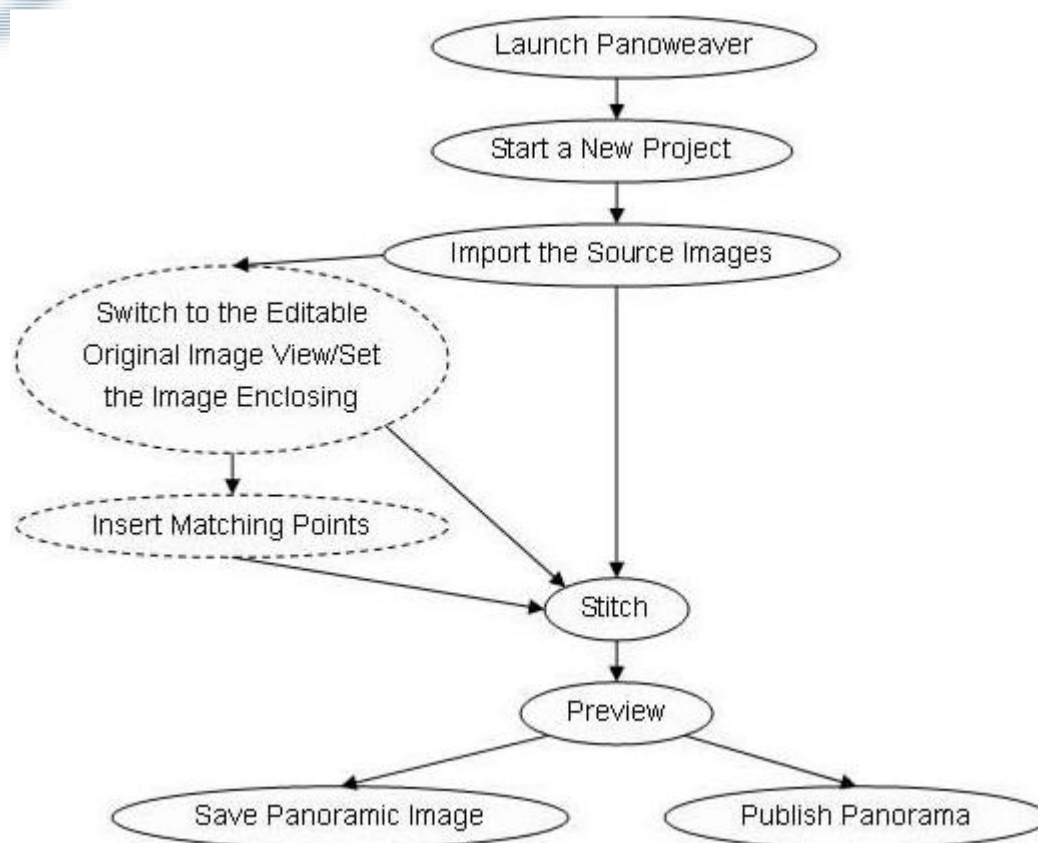 Launch Panoweaver
Start a New Project
Import the Source Images
Switch to the Editable
Original Image View/Set
the Image Enclosing
Insert Matching Points
Stitch
Preview
Save Panoramic Image
Publish Panorama